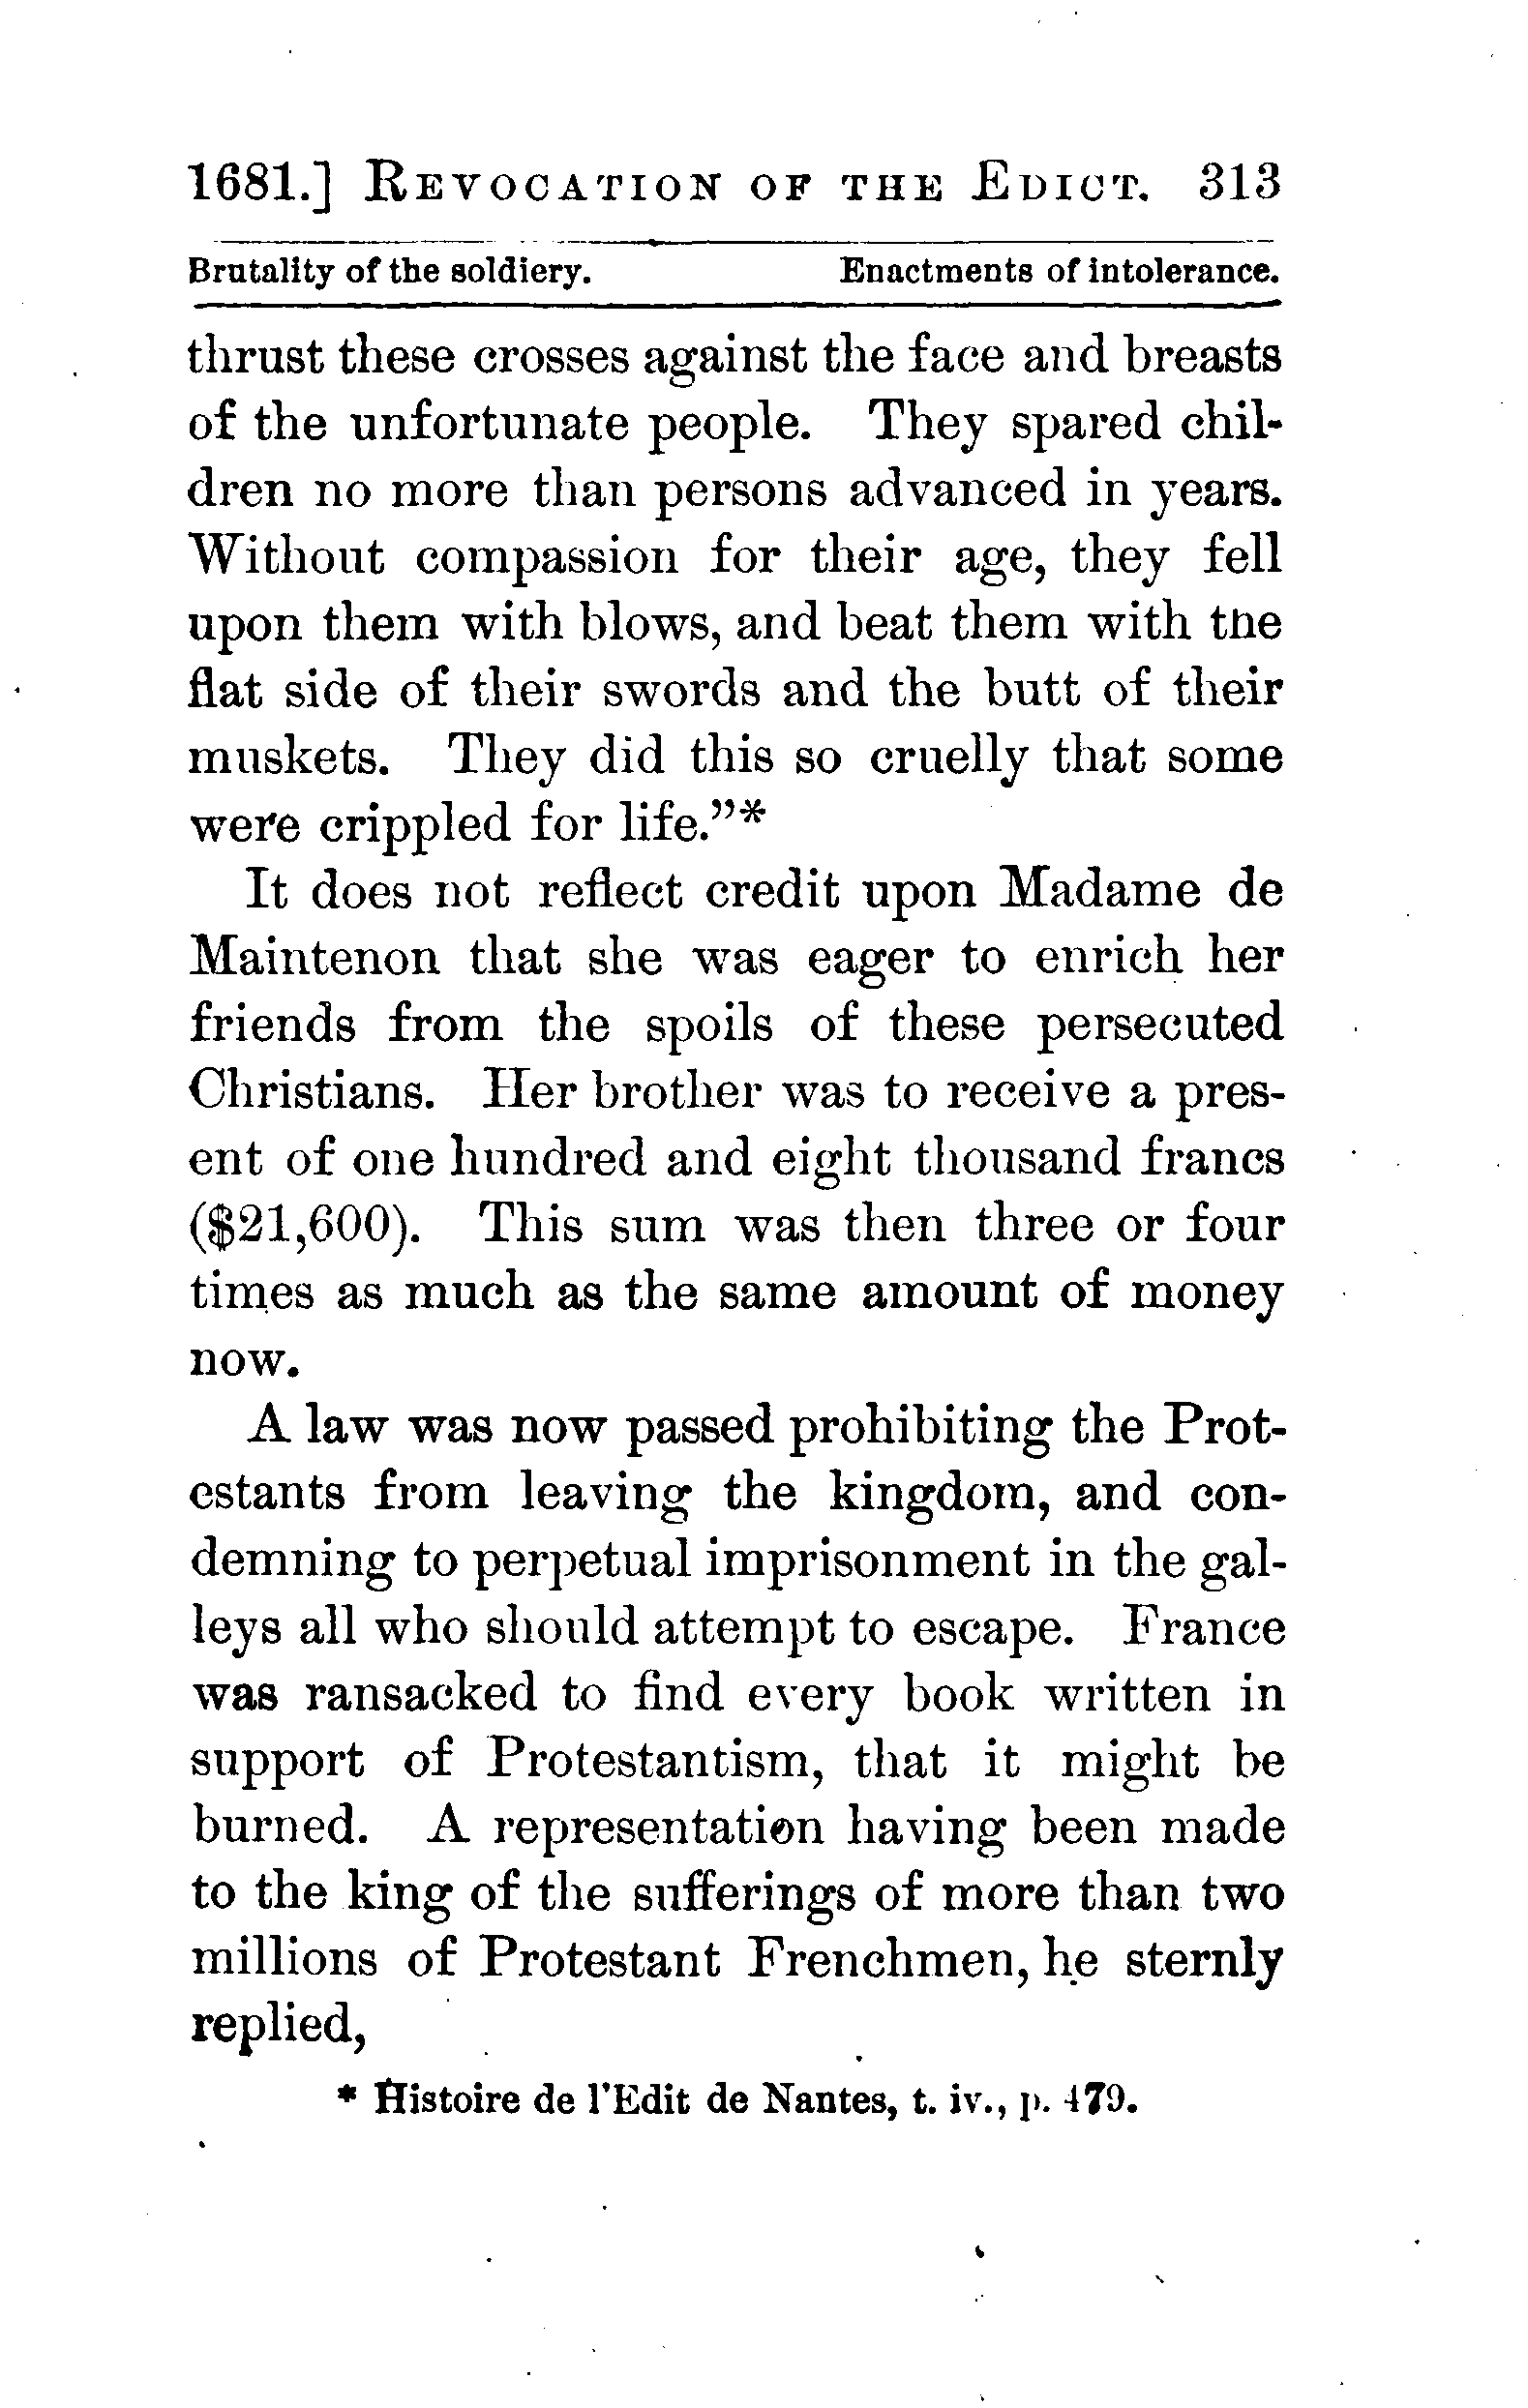 1681.] REVOCATION OF THE EDICT. 313
Brutality of the soldiery. Enactments of intolerance.
thrust these crosses against the face and breasts
of the unfortunate people. They spared chil-
dren no more than persons advanced in years.
Without compassion for their age, they fell
upon them with blows, and beat them with the
flat side of their swords and the butt of their
muskets. They did this so cruelly that some
were crippled for life.”*
It does not reflect credit upon Madame de
Maintenon that she was eager to enrich her
friends from the spoils of these persecuted
Christians. Her brother was to receive a pres-
ent of one hundred and eight thousand francs
($21,600). This sum was then three or four
times as much as the same amount of money
now.
A law was now passed prohibiting the Prot-
estants from leaving the kingdom, and con-
demning to perpetual imprisonment in the gal-
leys all who should attempt to escape. France
was ransacked to find every book written in
support of Protestantism, that it might be
burned. A representation having been made
to the king of the sufferings of more than two
millions of Protestant Frenchmen, he sternly
replied,
* Histoire de l'Edit de Nantes, t. iv., p. 479.